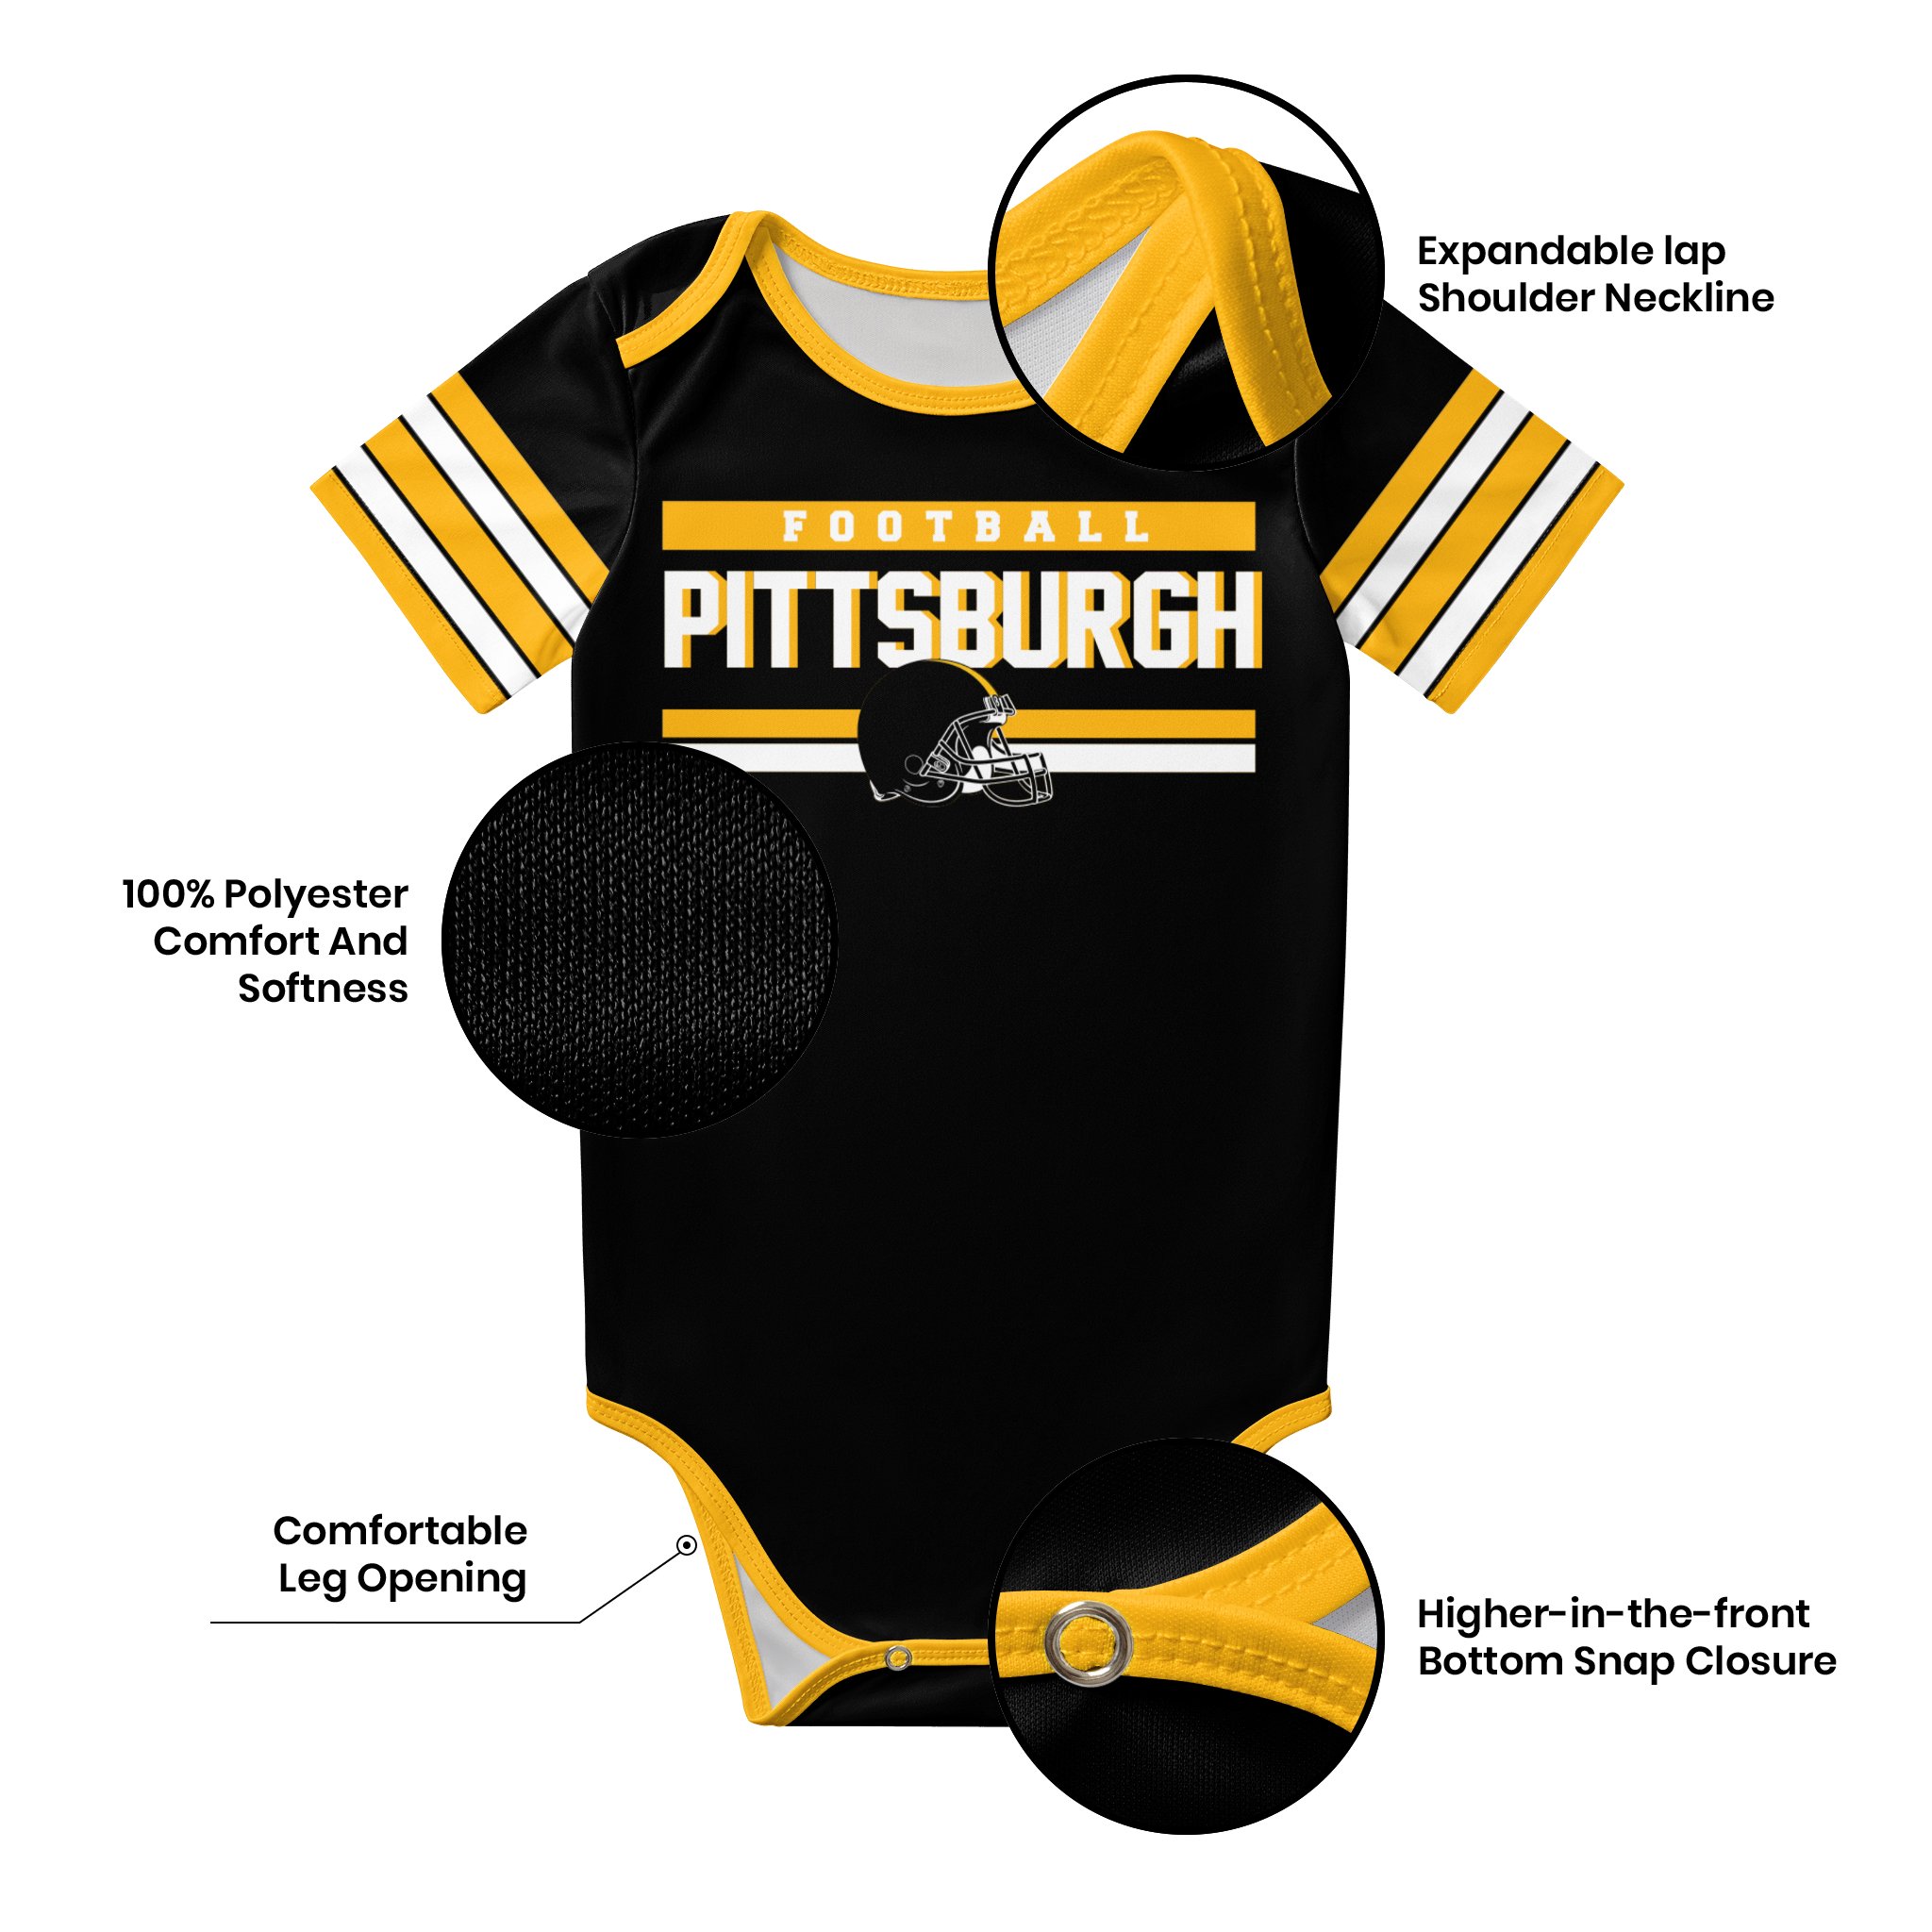 Expandable lap
Shoulder Neckline
FOOTBALL
PITTSBURGH
100% Polyester
Comfort And
Softness
Comfortable
Leg Opening
Higher-in-the-front
Bottom Snap Closure